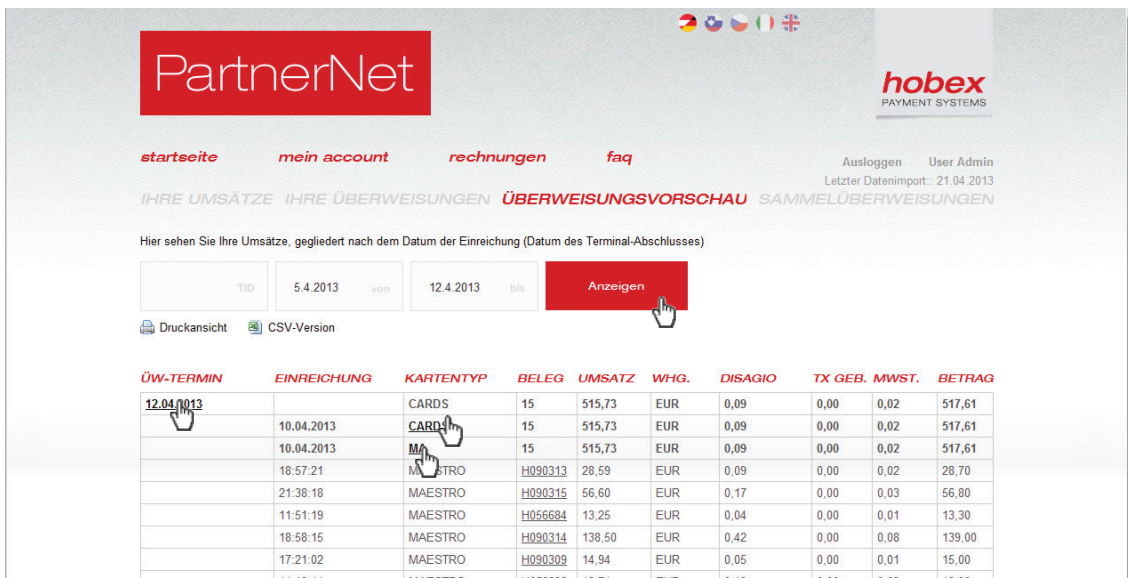 PartnerNet
hobex
PAYMENT SYSTEMS
startseite mein account rechnungen faq
Ausloggen User Admin
Letzter Datenimport:: 21.04.2013
IHRE UMSÄTZE IHRE ÜBERWEISUNGEN ÜBERWEISUNGSVORSCHAU SAMMELÜBERWEISUNGEN
Hier sehen Sie Ihre Umsätze, gegliedert nach dem Datum der Einreichung (Datum des Terminal-Abschlusses)
TID 5.4.2013 von 12.4.2013 bis Anzeigen
Druckansicht CSV-Version
ÜW-TERMIN EINREICHUNG KARTENTYP BELEG UMSATZ WHG. DISAGIO TX GEB. MWST. BETRAG
12.04.2013 CARDS 15 515,73 EUR 0,09 0,00 0,02 517,61
10.04.2013 CARDS 15 515,73 EUR 0,09 0,00 0,02 517,61
10.04.2013 MA 15 515,73 EUR 0,09 0,00 0,02 517,61
18:57:21 MAESTRO H090313 28,59 EUR 0,09 0,00 0,02 28,70
21:38:18 MAESTRO H090315 56,60 EUR 0,17 0,00 0,03 56,80
11:51:19 MAESTRO H056684 13,25 EUR 0,04 0,00 0,01 13,30
18:58:15 MAESTRO H090314 138,50 EUR 0,42 0,00 0,08 139,00
17:21:02 MAESTRO H090309 14,94 EUR 0,05 0,00 0,01 15,00